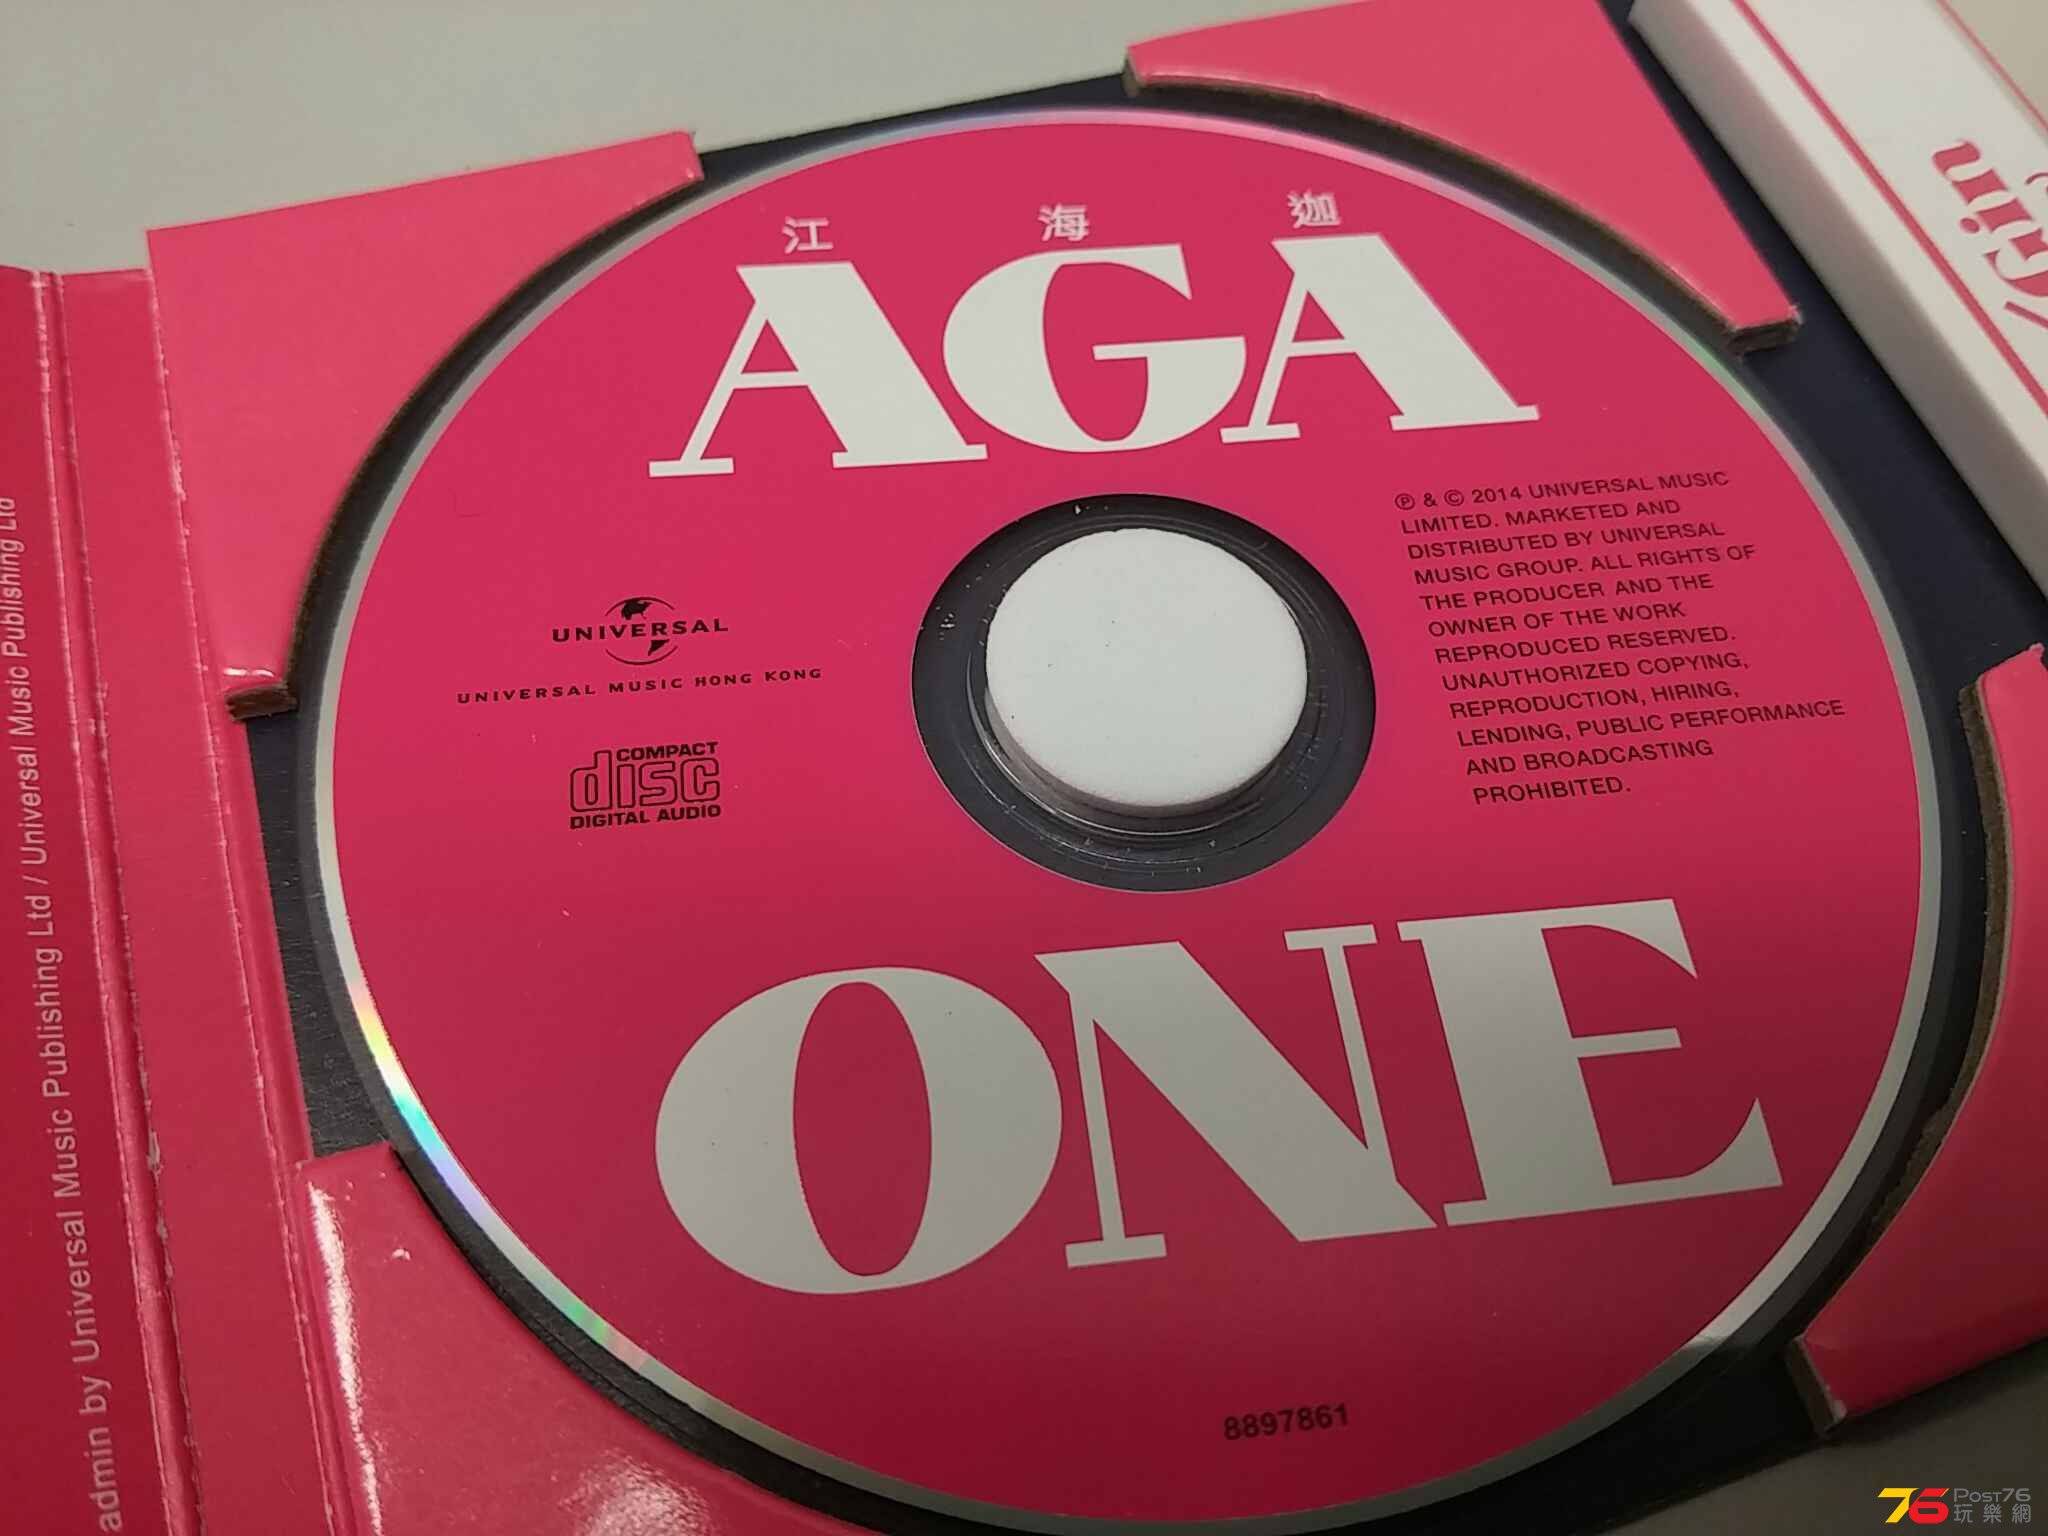 江 海 迦
AGA
℗ & © 2014 UNIVERSAL MUSIC
LIMITED. MARKETED AND
DISTRIBUTED BY UNIVERSAL
MUSIC GROUP. ALL RIGHTS OF
THE PRODUCER AND THE
OWNER OF THE WORK
REPRODUCED RESERVED.
UNAUTHORIZED COPYING,
REPRODUCTION, HIRING,
LENDING, PUBLIC PERFORMANCE
AND BROADCASTING
PROHIBITED.
UNIVERSAL
UNIVERSAL MUSIC HONG KONG
COMPACT
disc
DIGITAL AUDIO
ONE
8897861
admin by Universal Music Publishing Ltd / Universal Music Publishing Ltd
76 POST76
玩樂網